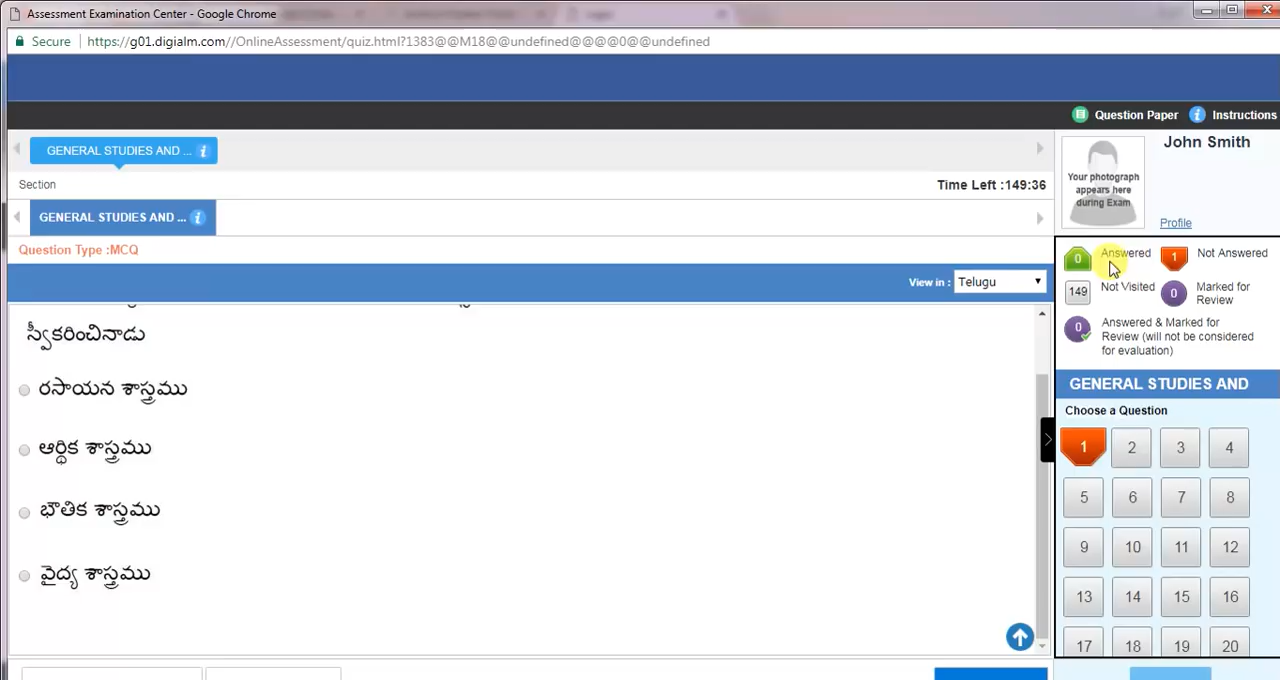 Assessment Examination Center - Google Chrome
Secure | https://g01.digialm.com//OnlineAssessment/quiz.html?1383@@M18@@undefined@@@@0@@undefined
Question Paper
Instructions
GENERAL STUDIES AND ...
John Smith
Your photograph
appears here
during Exam
Profile
Section
Time Left :149:36
GENERAL STUDIES AND ...
Question Type :MCQ
View in : Telugu
0 Answered
1 Not Answered
149 Not Visited
0 Marked for
Review
0 Answered & Marked for
Review (will not be considered
for evaluation)
స్వీకరించినాడు
రసాయన శాస్త్రము
ఆర్థిక శాస్త్రము
భౌతిక శాస్త్రము
వైద్య శాస్త్రము
GENERAL STUDIES AND
Choose a Question
1 2 3 4
5 6 7 8
9 10 11 12
13 14 15 16
17 18 19 20